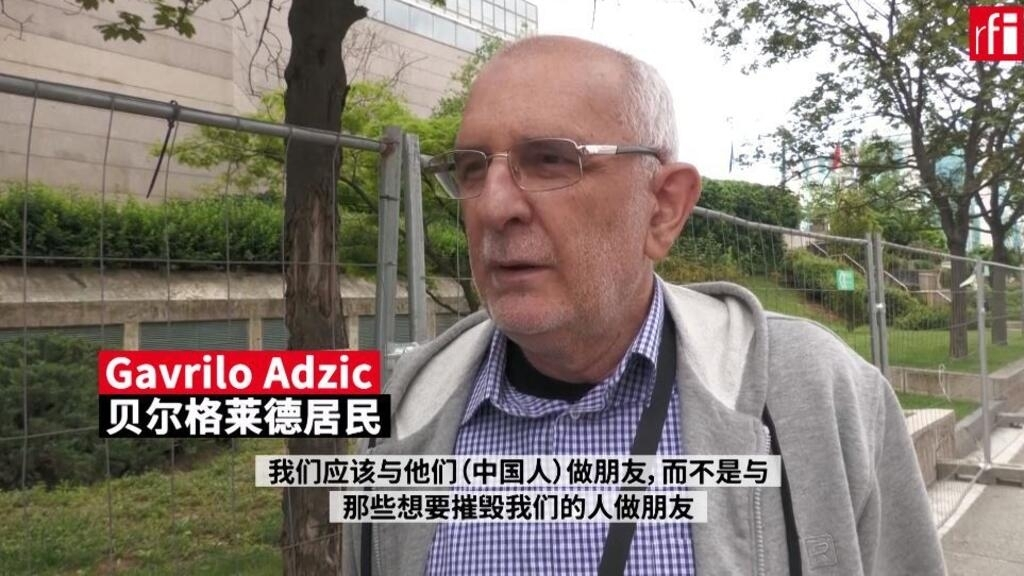 rfi
Gavrilo Adzic
贝尔格莱德居民
我们应该与他们（中国人）做朋友，而不是与
那些想要摧毁我们的人做朋友